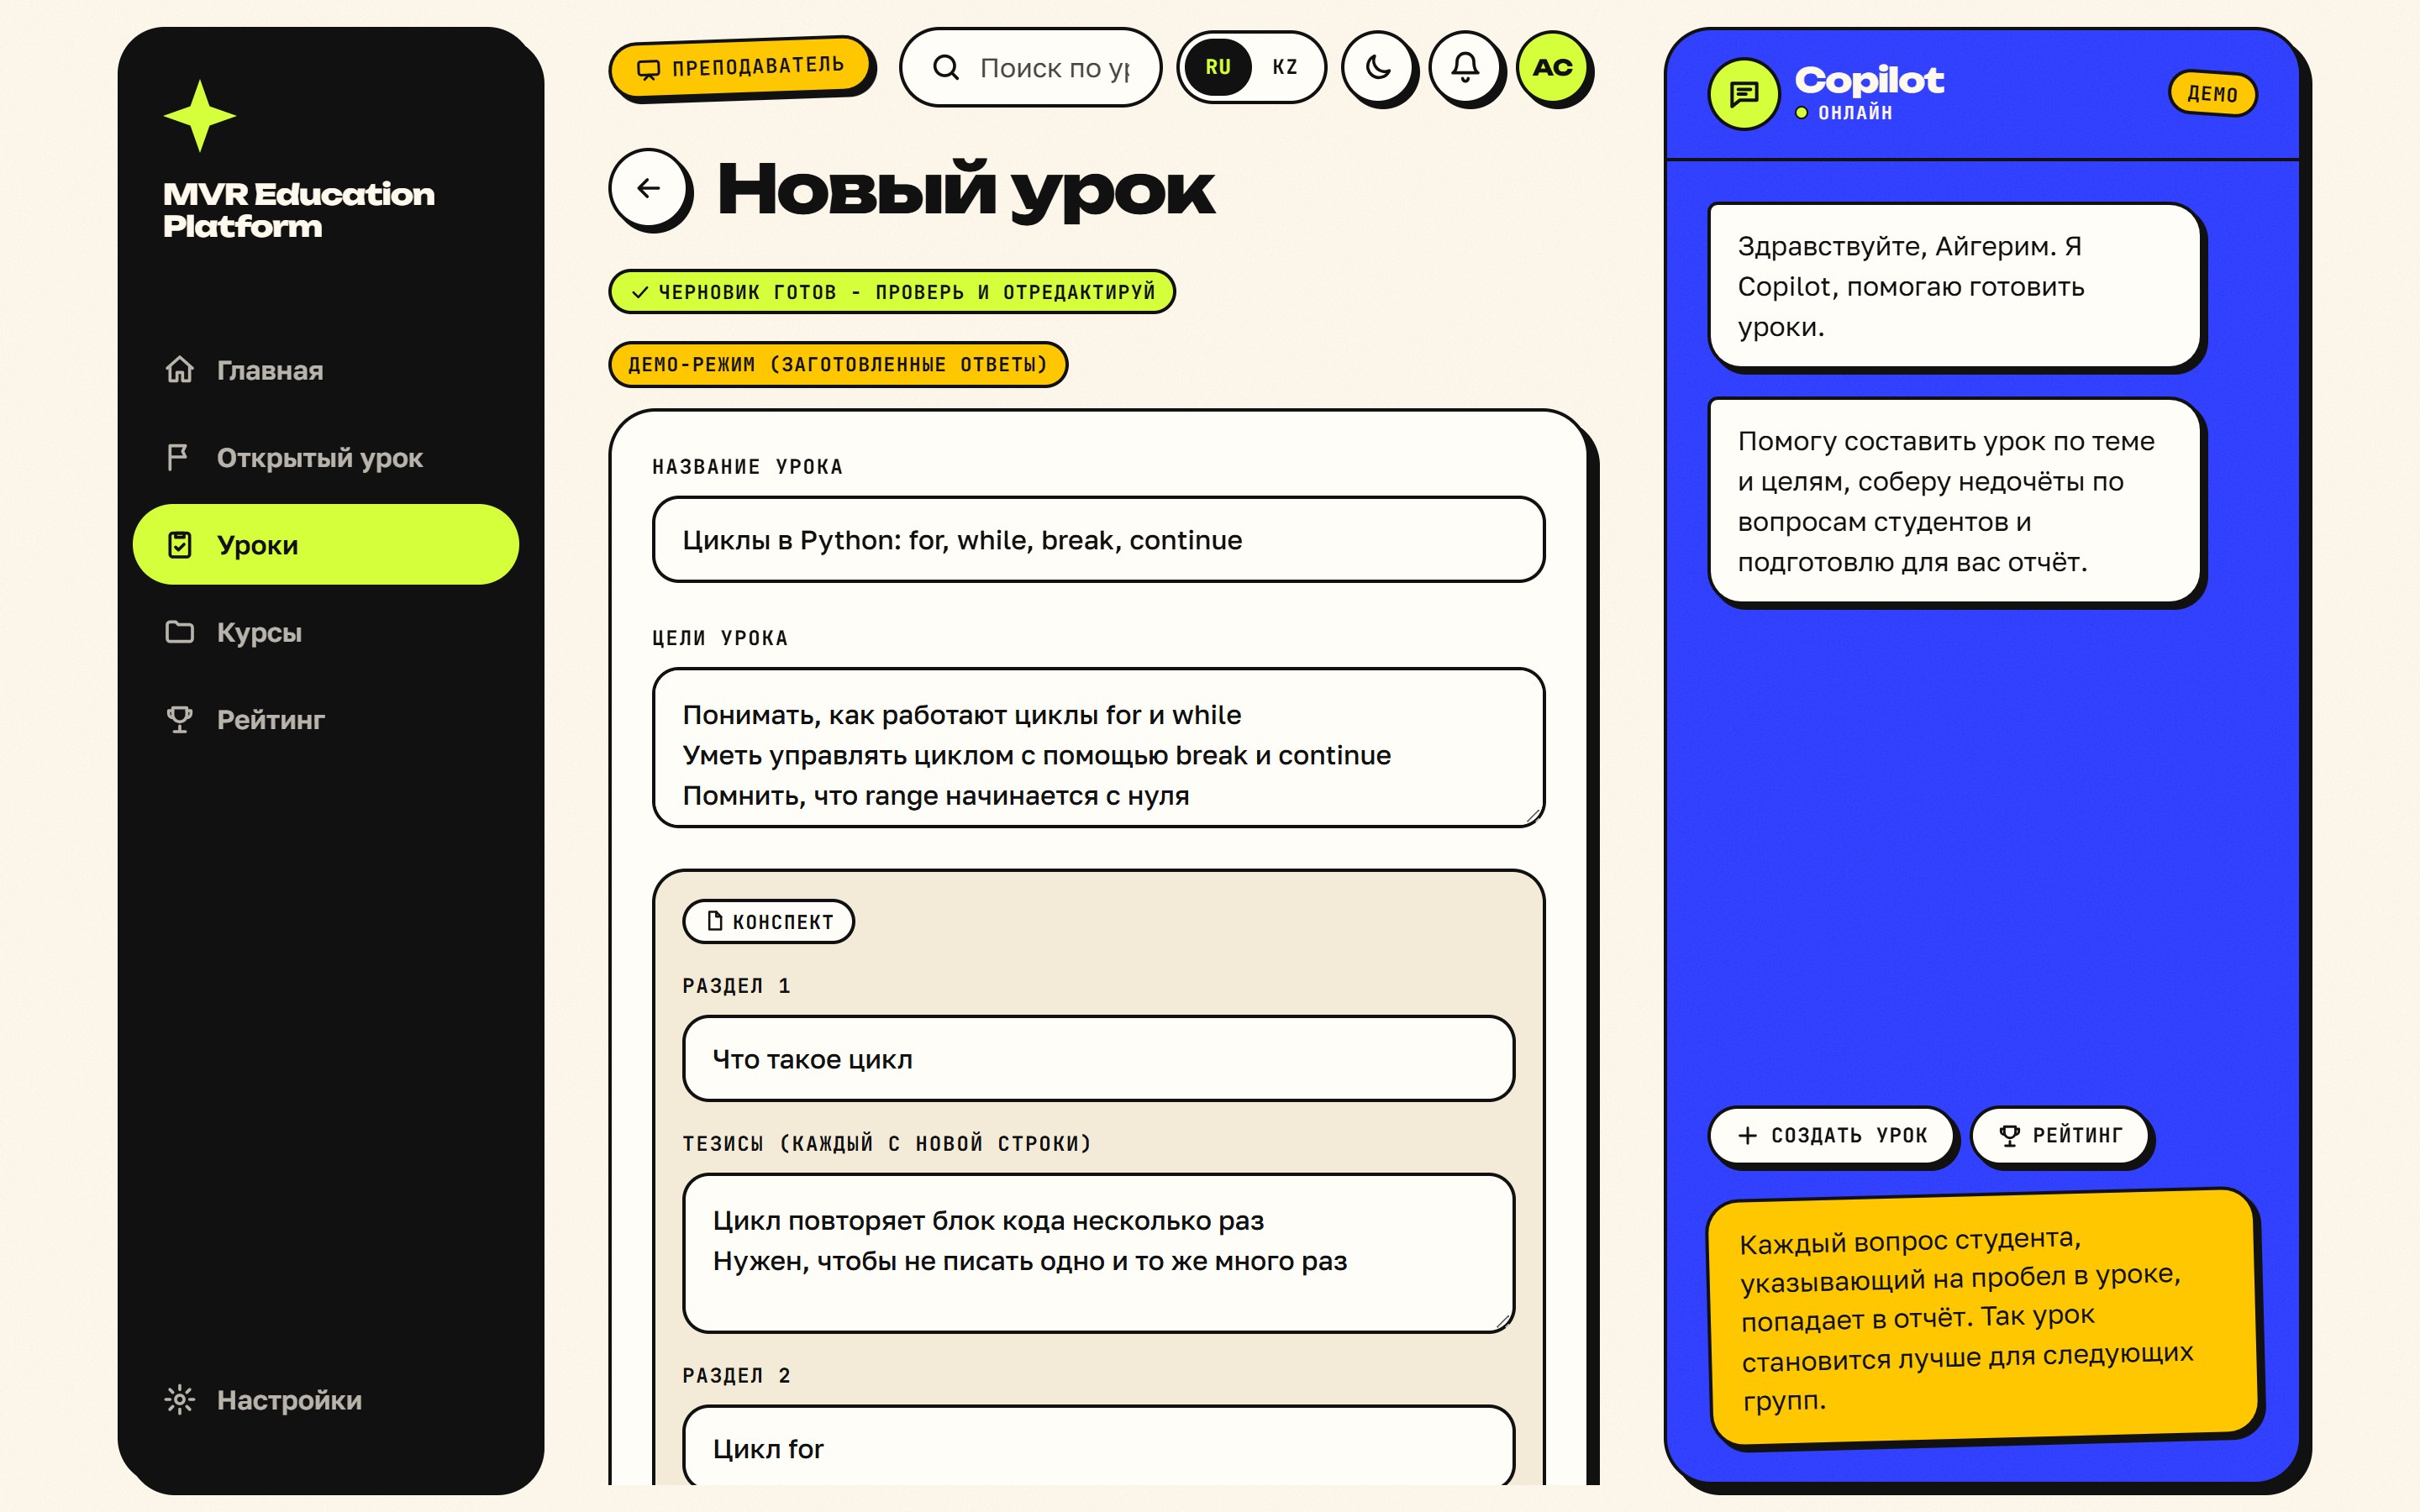 MVR Education
Platform
Главная
Открытый урок
Уроки
Курсы
Рейтинг
Настройки
ПРЕПОДАВАТЕЛЬ
Поиск по ур
RU
KZ
АС
Новый урок
ЧЕРНОВИК ГОТОВ - ПРОВЕРЬ И ОТРЕДАКТИРУЙ
ДЕМО-РЕЖИМ (ЗАГОТОВЛЕННЫЕ ОТВЕТЫ)
НАЗВАНИЕ УРОКА
Циклы в Python: for, while, break, continue
ЦЕЛИ УРОКА
Понимать, как работают циклы for и while
Уметь управлять циклом с помощью break и continue
Помнить, что range начинается с нуля
КОНСПЕКТ
РАЗДЕЛ 1
Что такое цикл
ТЕЗИСЫ (КАЖДЫЙ С НОВОЙ СТРОКИ)
Цикл повторяет блок кода несколько раз
Нужен, чтобы не писать одно и то же много раз
РАЗДЕЛ 2
Цикл for
Copilot
ОНЛАЙН
ДЕМО
Здравствуйте, Айгерим. Я
Copilot, помогаю готовить
уроки.
Помогу составить урок по теме
и целям, соберу недочёты по
вопросам студентов и
подготовлю для вас отчёт.
СОЗДАТЬ УРОК
РЕЙТИНГ
Каждый вопрос студента,
указывающий на пробел в уроке,
попадает в отчёт. Так урок
становится лучше для следующих
групп.